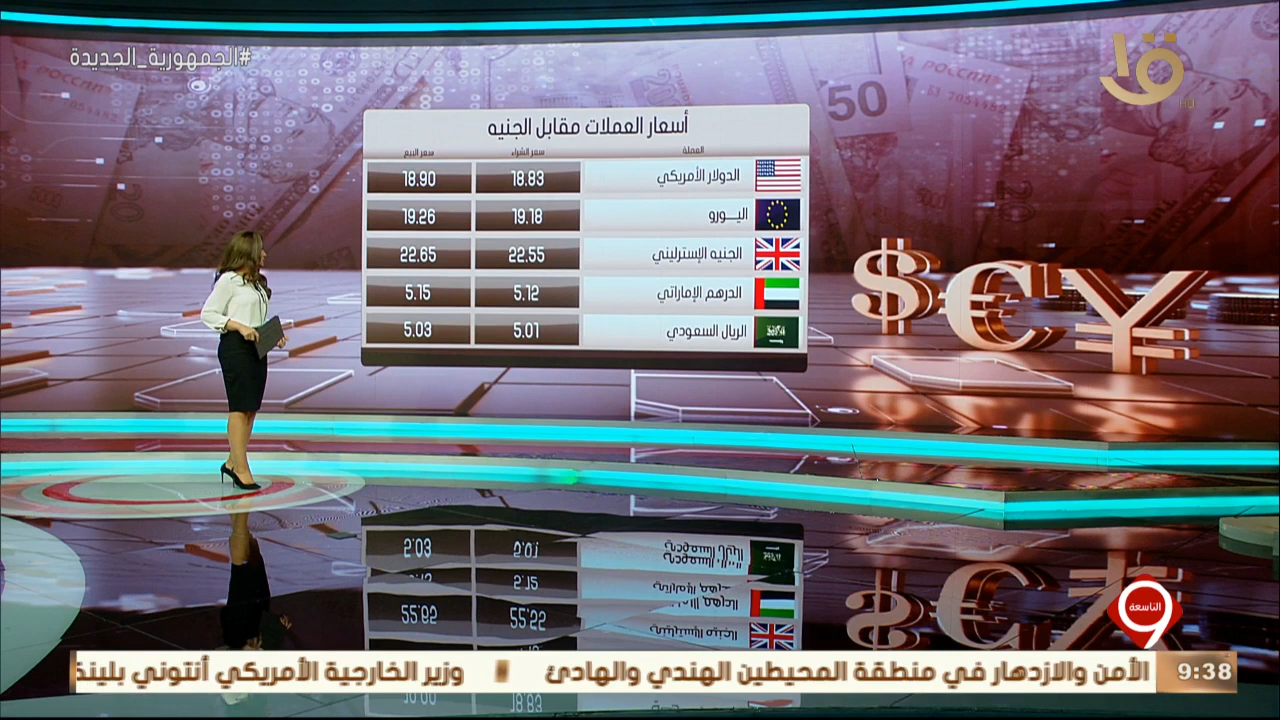 #الجمهورية_الجديدة
50
أسعار العملات مقابل الجنيه
العملة سعر الشراء سعر البيع
الدولار الأمريكي 18.83 18.90
اليـــورو 19.18 19.26
الجنيه الإسترليني 22.55 22.65
الدرهم الإماراتي 5.12 5.15
الريال السعودي 5.01 5.03
$€¥
التاسعة
9
9:38 الأمن والازدهار في منطقة المحيطين الهندي والهادئ وزير الخارجية الأمريكي أنتوني بلينك